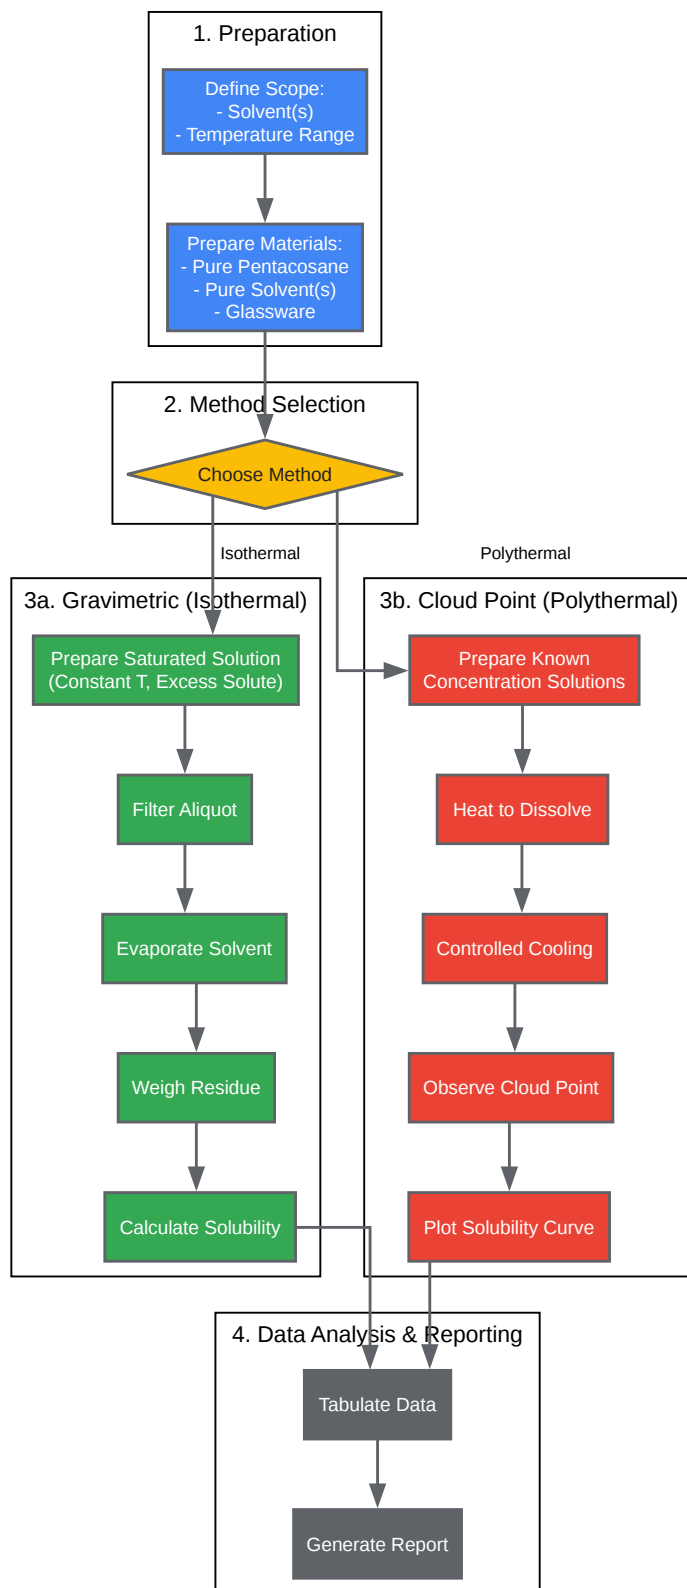 1. Preparation
Define Scope:
- Solvent(s)
- Temperature Range
Prepare Materials:
- Pure Pentacosane
- Pure Solvent(s)
- Glassware
2. Method Selection
Choose Method
Isothermal
Polythermal
3a. Gravimetric (Isothermal)
Prepare Saturated Solution
(Constant T, Excess Solute)
Filter Aliquot
Evaporate Solvent
Weigh Residue
Calculate Solubility
3b. Cloud Point (Polythermal)
Prepare Known
Concentration Solutions
Heat to Dissolve
Controlled Cooling
Observe Cloud Point
Plot Solubility Curve
4. Data Analysis & Reporting
Tabulate Data
Generate Report